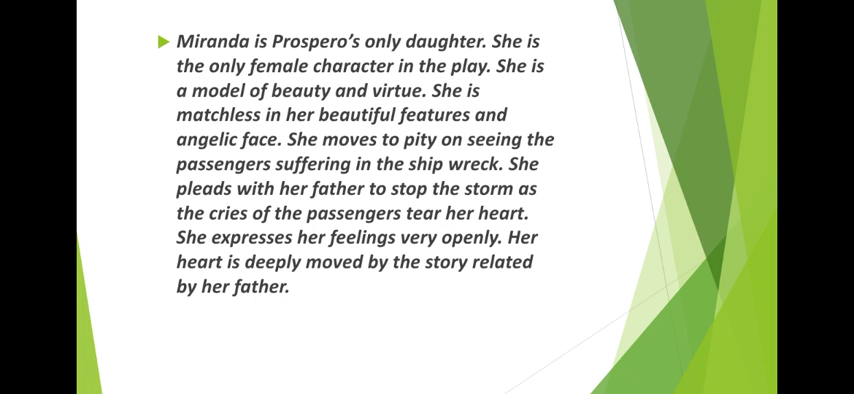 Miranda is Prospero’s only daughter. She is
the only female character in the play. She is
a model of beauty and virtue. She is
matchless in her beautiful features and
angelic face. She moves to pity on seeing the
passengers suffering in the ship wreck. She
pleads with her father to stop the storm as
the cries of the passengers tear her heart.
She expresses her feelings very openly. Her
heart is deeply moved by the story related
by her father.